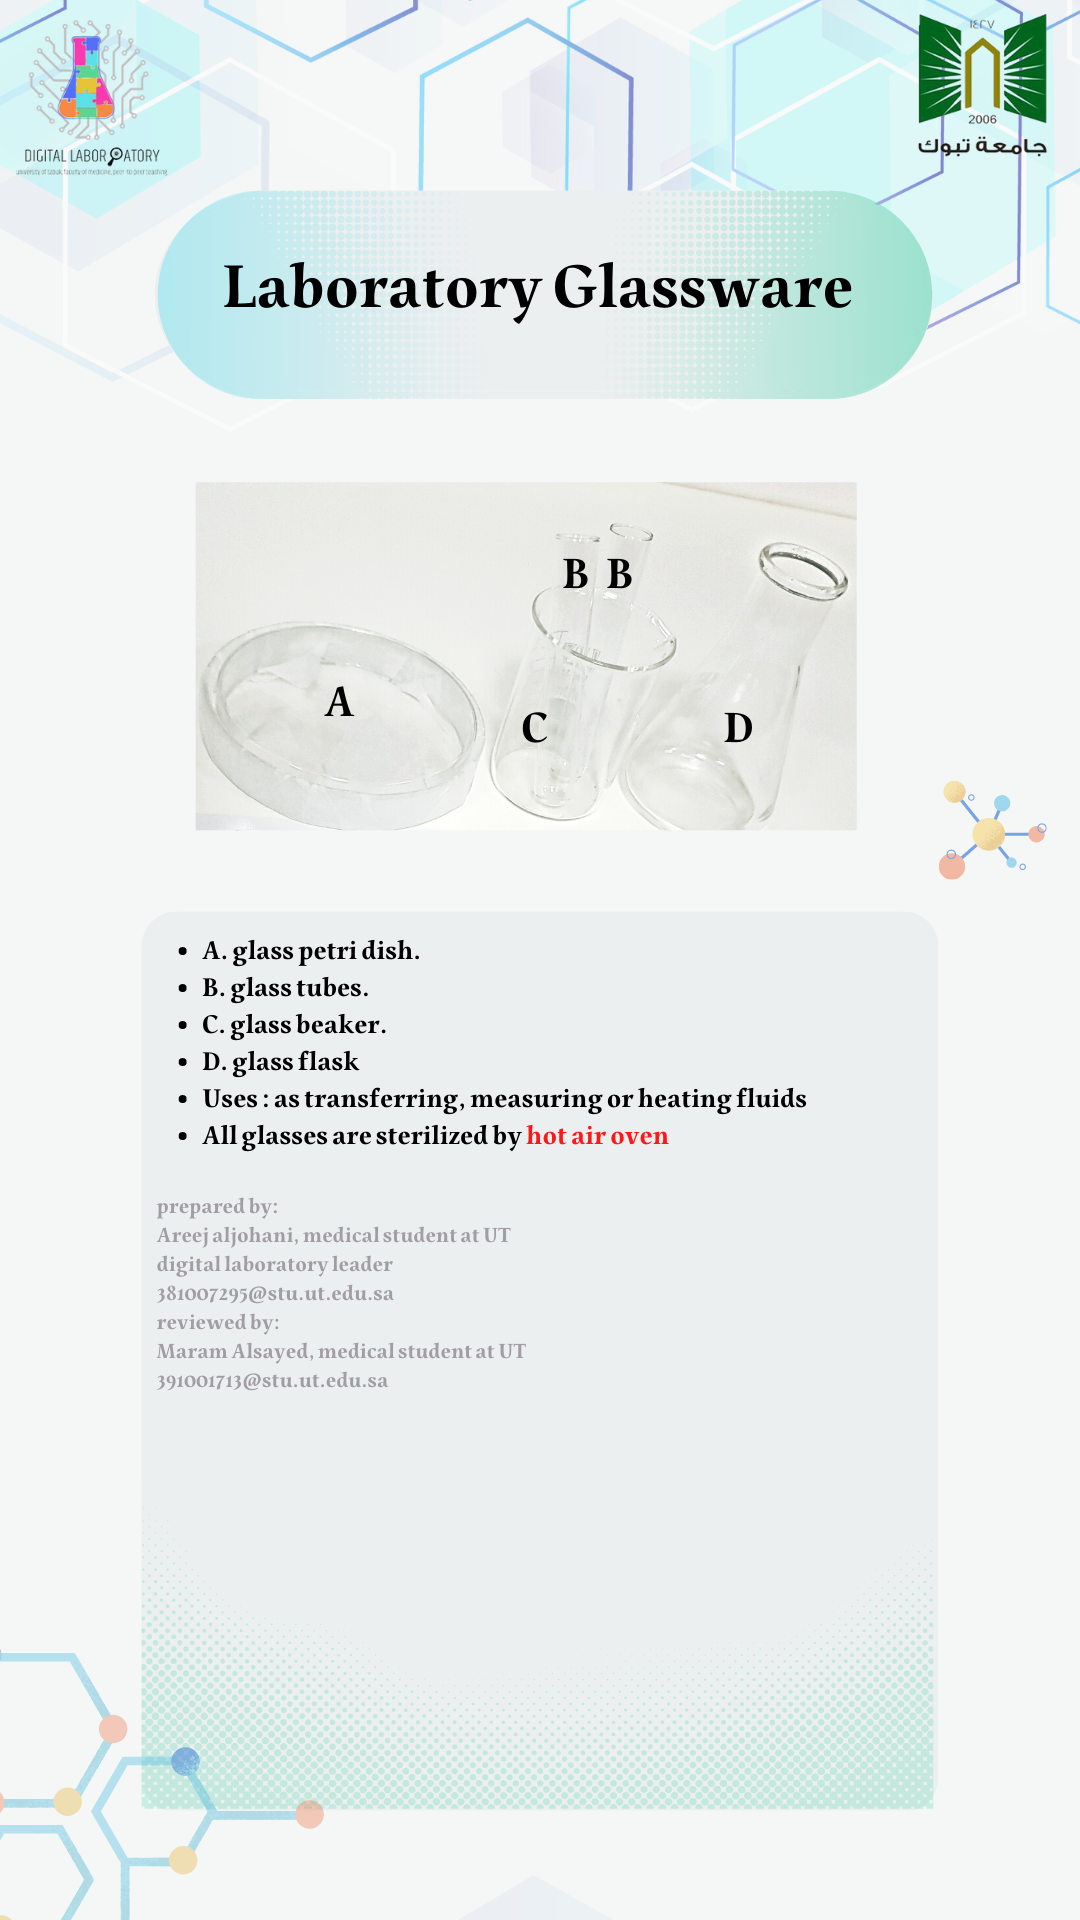 DIGITAL LABORATORY
university of tabuk, faculty of medicine, peer to peer teaching
١٤٢٧
2006
جامعة تبوك
Laboratory Glassware
B B
A
C
D
• A. glass petri dish.
• B. glass tubes.
• C. glass beaker.
• D. glass flask
• Uses : as transferring, measuring or heating fluids
• All glasses are sterilized by hot air oven
prepared by:
Areej aljohani, medical student at UT
digital laboratory leader
381007295@stu.ut.edu.sa
reviewed by:
Maram Alsayed, medical student at UT
391001713@stu.ut.edu.sa